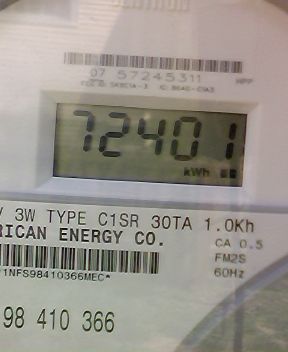 07 57245311
72401
kWh
V 3W TYPE C1SR 30TA 1.0Kh
RICAN ENERGY CO.
CA 0.5
FM2S
60Hz
1NFS98410366MEC*
98 410 366